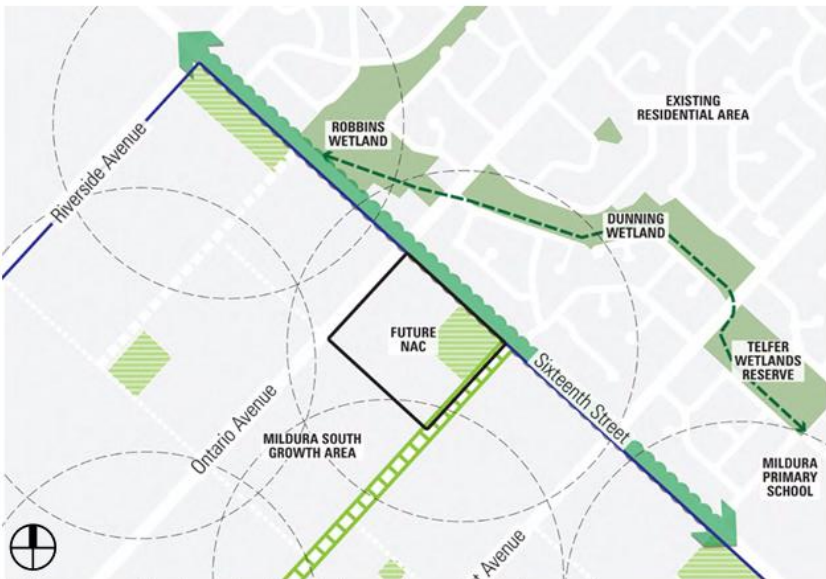 EXISTING
RESIDENTIAL AREA
ROBBINS
WETLAND
Riverside Avenue
DUNNING
WETLAND
FUTURE
NAC
Sixteenth Street
TELFER
WETLANDS
RESERVE
Ontario Avenue
MILDURA SOUTH
GROWTH AREA
MILDURA
PRIMARY
SCHOOL
t Avenue